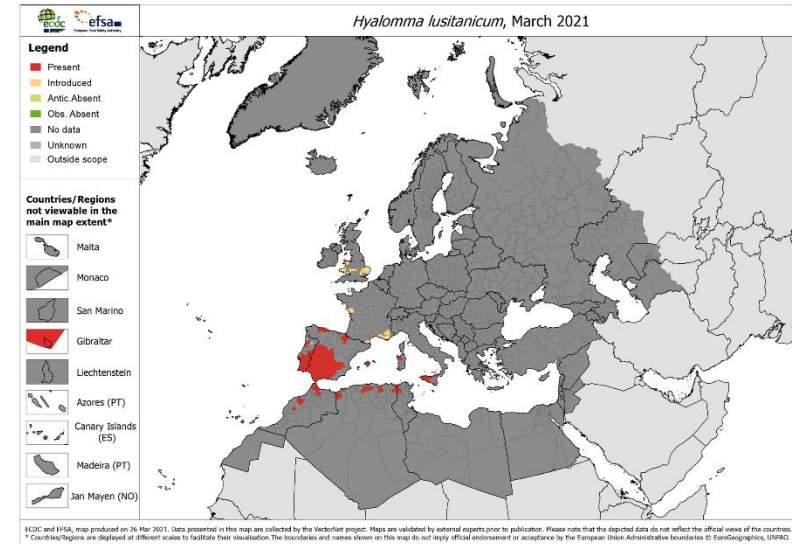 ecdc
efsa
European Food Safety Authority
Hyalomma lusitanicum, March 2021
Legend
Present
Introduced
Antic.Absent
Obs. Absent
No data
Unknown
Outside scope
Countries/Regions
not viewable in the
main map extent*
Malta
Monaco
San Marino
Gibraltar
Liechtenstein
Azores (PT)
Canary Islands
(ES)
Madeira (PT)
Jan Mayen (NO)
ECDC and EFSA, map produced on 26 Mar 2021. Data presented in this map are collected by the VectorNet project. Maps are validated by external experts prior to publication. Please note that the depicted data do not reflect the official views of the countries.
* Countries/Regions are displayed at different scales to facilitate their visualisation. The boundaries and names shown on this map do not imply official endorsement or acceptance by the European Union. Administrative boundaries © EuroGeographics, UNFAO.